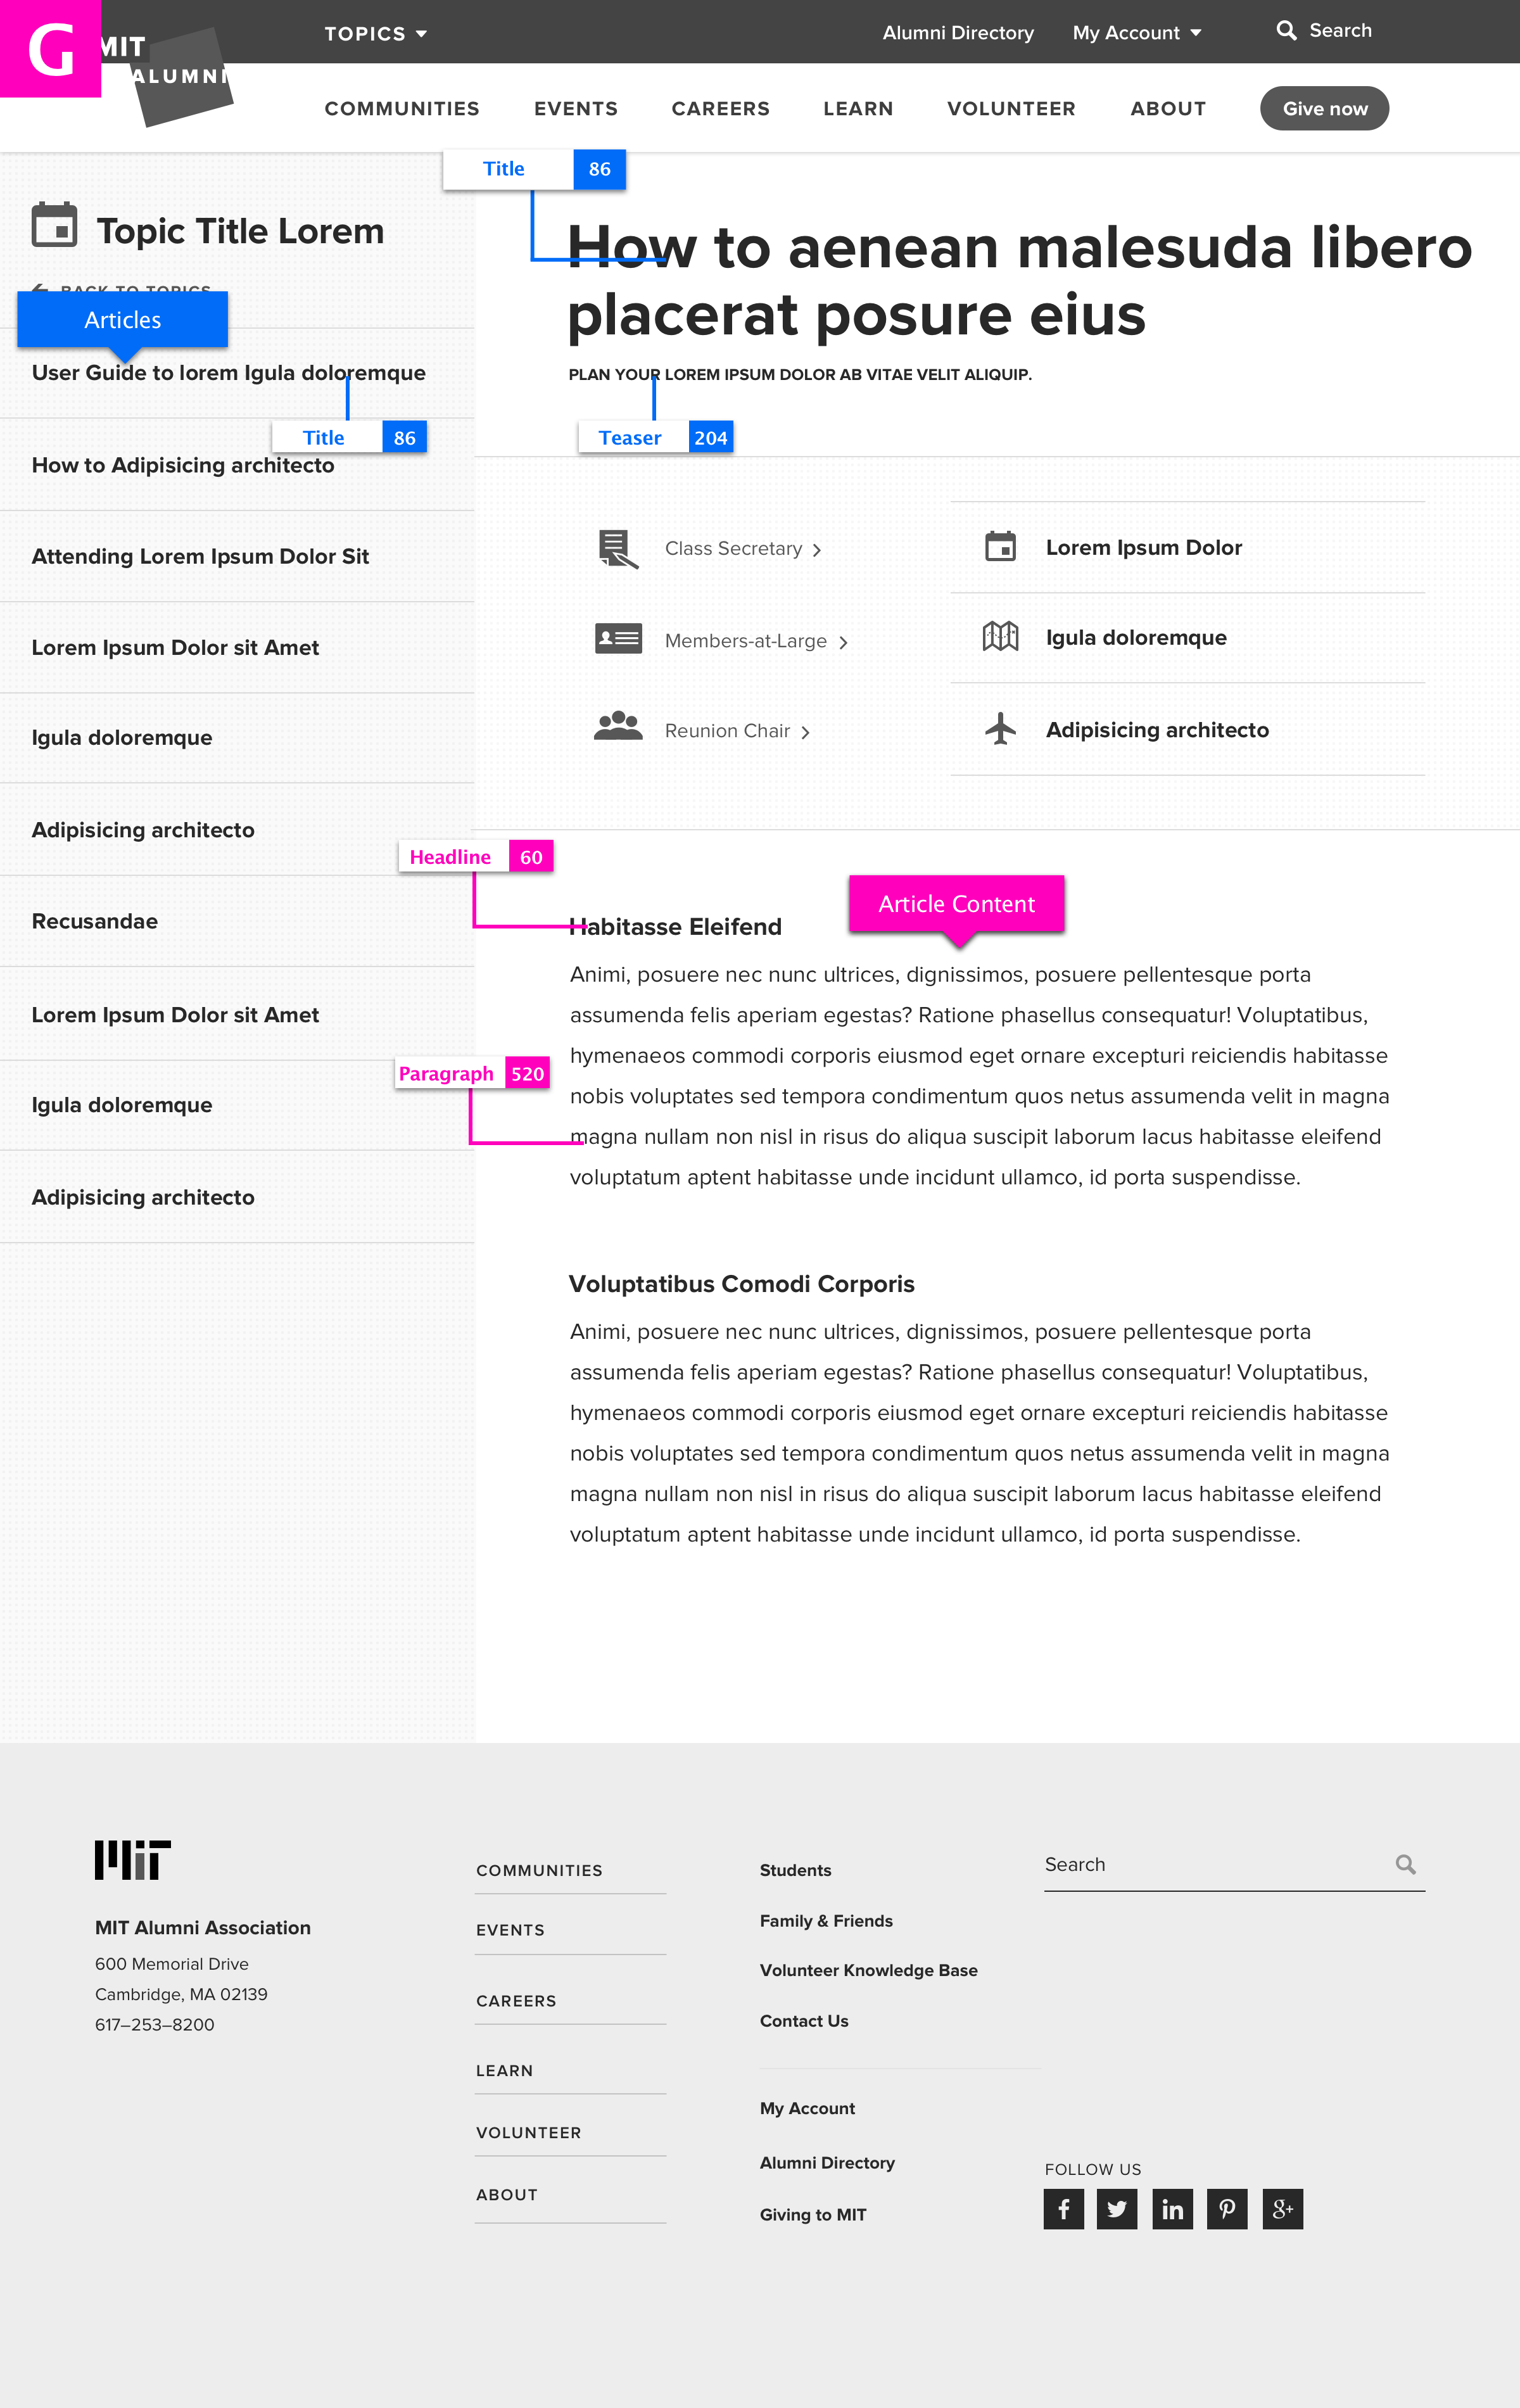 G
MIT
ALUMNI
TOPICS
Alumni Directory
My Account
Search
COMMUNITIES
EVENTS
CAREERS
LEARN
VOLUNTEER
ABOUT
Give now
Title 86
Topic Title Lorem
BACK TO TOPICS
Articles
User Guide to lorem Igula doloremque
Title 86
How to Adipisicing architecto
Attending Lorem Ipsum Dolor Sit
Lorem Ipsum Dolor sit Amet
Igula doloremque
Adipisicing architecto
Recusandae
Lorem Ipsum Dolor sit Amet
Igula doloremque
Adipisicing architecto
How to aenean malesuda libero
placerat posure eius
PLAN YOUR LOREM IPSUM DOLOR AB VITAE VELIT ALIQUIP.
Teaser 204
Class Secretary
Members-at-Large
Reunion Chair
Lorem Ipsum Dolor
Igula doloremque
Adipisicing architecto
Headline 60
Article Content
Habitasse Eleifend
Animi, posuere nec nunc ultrices, dignissimos, posuere pellentesque porta
assumenda felis aperiam egestas? Ratione phasellus consequatur! Voluptatibus,
hymenaeos commodi corporis eiusmod eget ornare excepturi reiciendis habitasse
nobis voluptates sed tempora condimentum quos netus assumenda velit in magna
magna nullam non nisl in risus do aliqua suscipit laborum lacus habitasse eleifend
voluptatum aptent habitasse unde incidunt ullamco, id porta suspendisse.
Paragraph 520
Voluptatibus Comodi Corporis
Animi, posuere nec nunc ultrices, dignissimos, posuere pellentesque porta
assumenda felis aperiam egestas? Ratione phasellus consequatur! Voluptatibus,
hymenaeos commodi corporis eiusmod eget ornare excepturi reiciendis habitasse
nobis voluptates sed tempora condimentum quos netus assumenda velit in magna
magna nullam non nisl in risus do aliqua suscipit laborum lacus habitasse eleifend
voluptatum aptent habitasse unde incidunt ullamco, id porta suspendisse.
MIT
MIT Alumni Association
600 Memorial Drive
Cambridge, MA 02139
617–253–8200
COMMUNITIES
EVENTS
CAREERS
LEARN
VOLUNTEER
ABOUT
Students
Family & Friends
Volunteer Knowledge Base
Contact Us
My Account
Alumni Directory
Giving to MIT
Search
FOLLOW US
f
in
g+